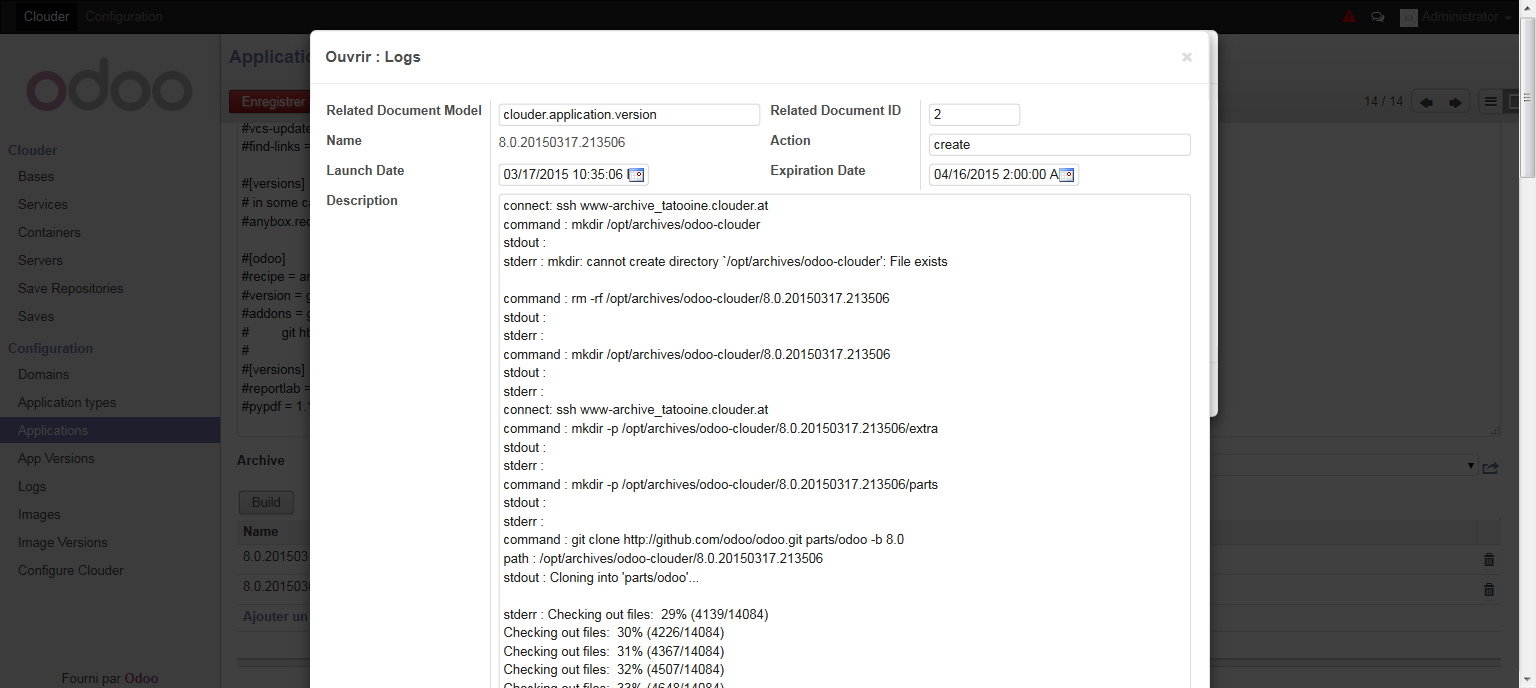 Clouder Configuration
Administrator
odoo
Clouder
Bases
Services
Containers
Servers
Save Repositories
Saves
Configuration
Domains
Application types
Applications
App Versions
Logs
Images
Image Versions
Configure Clouder
Fourni par Odoo
Applicatio
Enregistrer
14 / 14
#vcs-update
#find-links =
#[versions]
# in some ca
#anybox.rec
#[odoo]
#recipe = an
#version = g
#addons = g
# git ht
#
#[versions]
#reportlab =
#pypdf = 1.
Archive
Build
Name
8.0.201503
8.0.201503
Ajouter un
Ouvrir : Logs
×
Related Document Model clouder.application.version Related Document ID 2
Name 8.0.20150317.213506 Action create
Launch Date 03/17/2015 10:35:06 Expiration Date 04/16/2015 2:00:00 A
Description
connect: ssh www-archive_tatooine.clouder.at
command : mkdir /opt/archives/odoo-clouder
stdout :
stderr : mkdir: cannot create directory `/opt/archives/odoo-clouder': File exists
command : rm -rf /opt/archives/odoo-clouder/8.0.20150317.213506
stdout :
stderr :
command : mkdir /opt/archives/odoo-clouder/8.0.20150317.213506
stdout :
stderr :
connect: ssh www-archive_tatooine.clouder.at
command : mkdir -p /opt/archives/odoo-clouder/8.0.20150317.213506/extra
stdout :
stderr :
command : mkdir -p /opt/archives/odoo-clouder/8.0.20150317.213506/parts
stdout :
stderr :
command : git clone http://github.com/odoo/odoo.git parts/odoo -b 8.0
path : /opt/archives/odoo-clouder/8.0.20150317.213506
stdout : Cloning into 'parts/odoo'...
stderr : Checking out files: 29% (4139/14084)
Checking out files: 30% (4226/14084)
Checking out files: 31% (4367/14084)
Checking out files: 32% (4507/14084)
Checking out files: 33% (4648/14084)